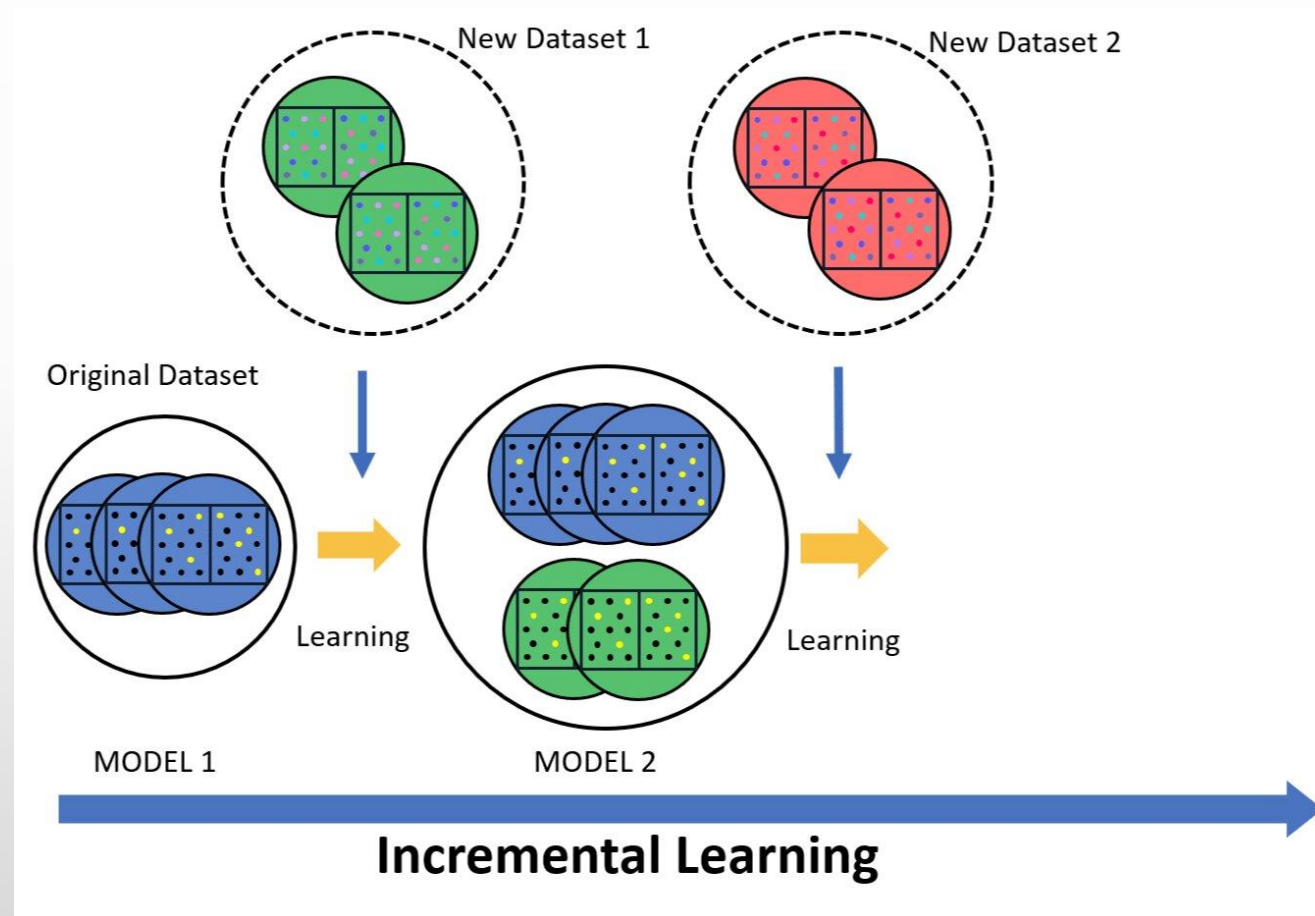 New Dataset 1
New Dataset 2
Original Dataset
Learning
Learning
MODEL 1
MODEL 2
Incremental Learning